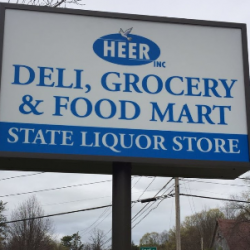 HEER
INC
DELI, GROCERY
& FOOD MART
STATE LIQUOR STORE